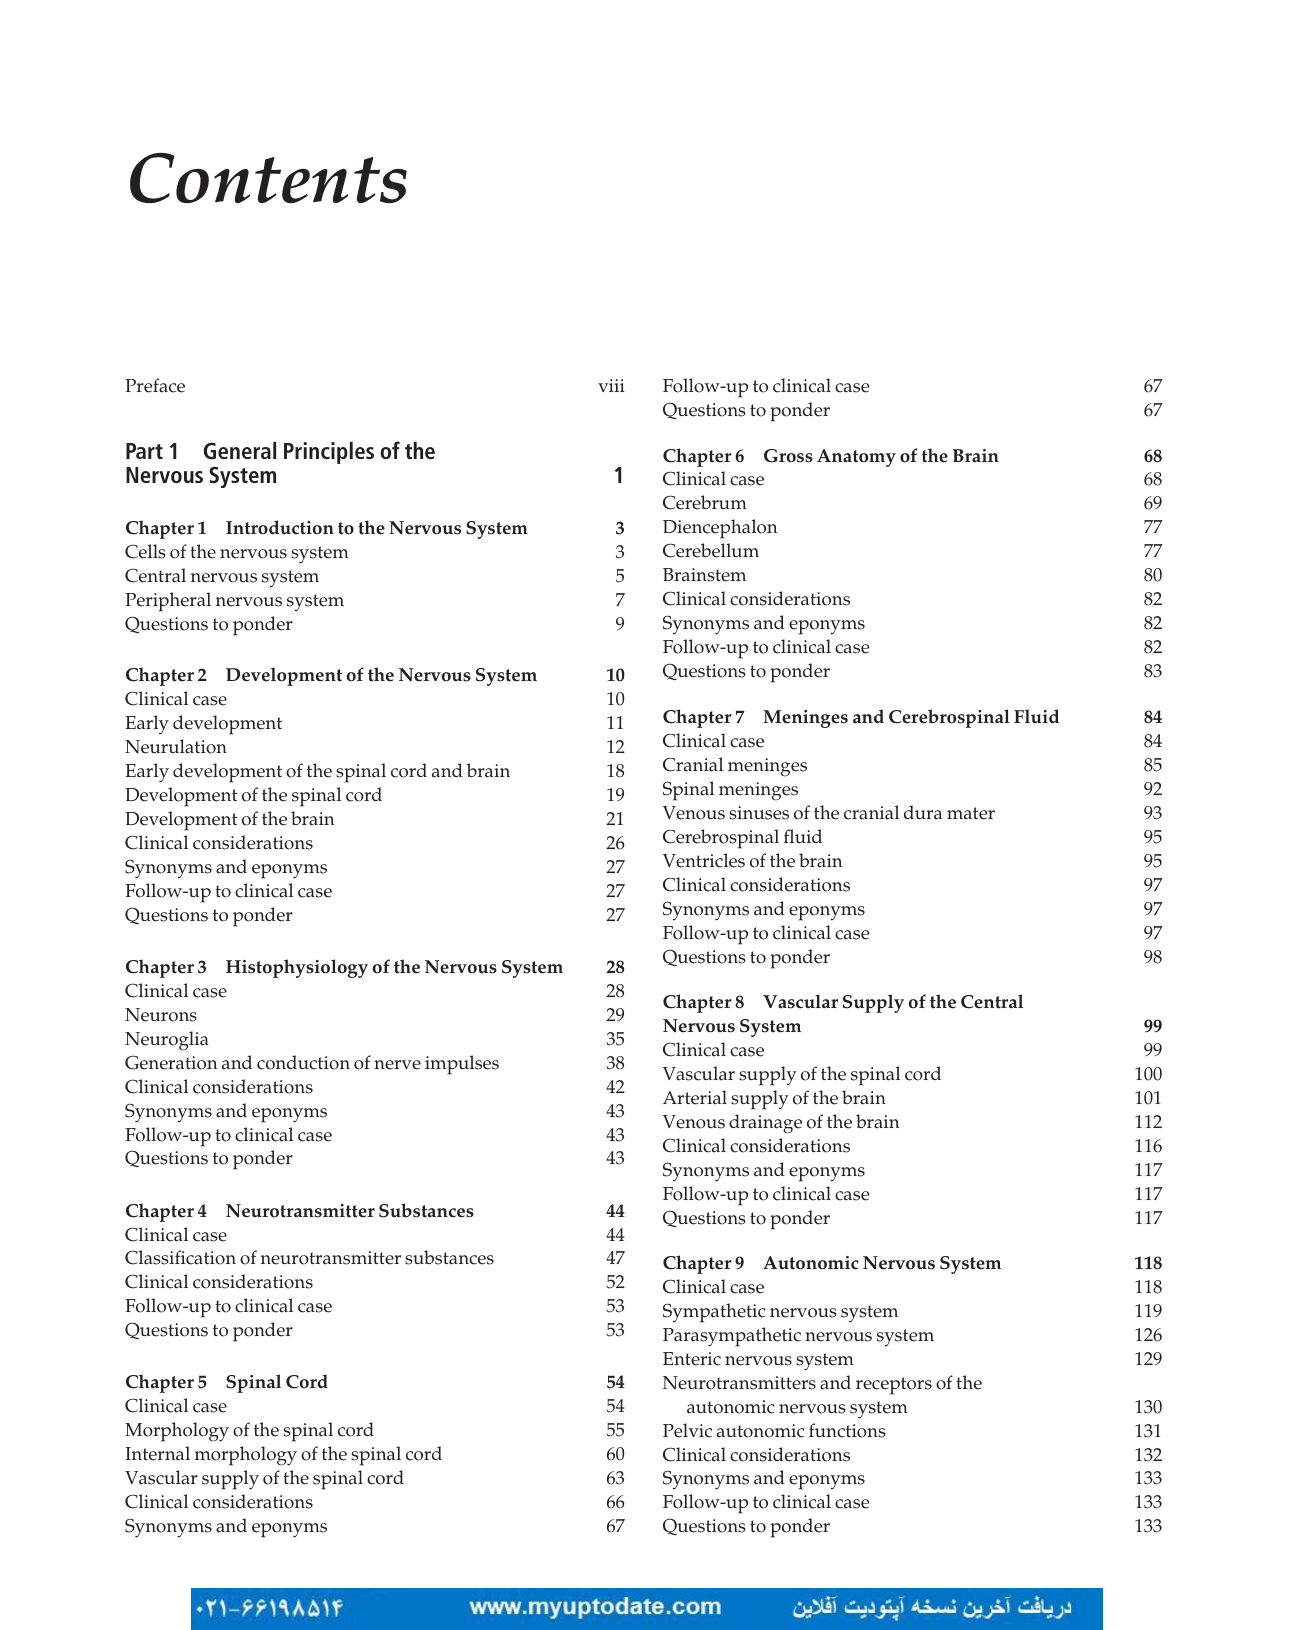 Contents
Preface viii
Part 1 General Principles of the
Nervous System 1
Chapter 1 Introduction to the Nervous System 3
Cells of the nervous system 3
Central nervous system 5
Peripheral nervous system 7
Questions to ponder 9
Chapter 2 Development of the Nervous System 10
Clinical case 10
Early development 11
Neurulation 12
Early development of the spinal cord and brain 18
Development of the spinal cord 19
Development of the brain 21
Clinical considerations 26
Synonyms and eponyms 27
Follow-up to clinical case 27
Questions to ponder 27
Chapter 3 Histophysiology of the Nervous System 28
Clinical case 28
Neurons 29
Neuroglia 35
Generation and conduction of nerve impulses 38
Clinical considerations 42
Synonyms and eponyms 43
Follow-up to clinical case 43
Questions to ponder 43
Chapter 4 Neurotransmitter Substances 44
Clinical case 44
Classification of neurotransmitter substances 47
Clinical considerations 52
Follow-up to clinical case 53
Questions to ponder 53
Chapter 5 Spinal Cord 54
Clinical case 54
Morphology of the spinal cord 55
Internal morphology of the spinal cord 60
Vascular supply of the spinal cord 63
Clinical considerations 66
Synonyms and eponyms 67
Follow-up to clinical case 67
Questions to ponder 67
Chapter 6 Gross Anatomy of the Brain 68
Clinical case 68
Cerebrum 69
Diencephalon 77
Cerebellum 77
Brainstem 80
Clinical considerations 82
Synonyms and eponyms 82
Follow-up to clinical case 82
Questions to ponder 83
Chapter 7 Meninges and Cerebrospinal Fluid 84
Clinical case 84
Cranial meninges 85
Spinal meninges 92
Venous sinuses of the cranial dura mater 93
Cerebrospinal fluid 95
Ventricles of the brain 95
Clinical considerations 97
Synonyms and eponyms 97
Follow-up to clinical case 97
Questions to ponder 98
Chapter 8 Vascular Supply of the Central
Nervous System 99
Clinical case 99
Vascular supply of the spinal cord 100
Arterial supply of the brain 101
Venous drainage of the brain 112
Clinical considerations 116
Synonyms and eponyms 117
Follow-up to clinical case 117
Questions to ponder 117
Chapter 9 Autonomic Nervous System 118
Clinical case 118
Sympathetic nervous system 119
Parasympathetic nervous system 126
Enteric nervous system 129
Neurotransmitters and receptors of the
autonomic nervous system 130
Pelvic autonomic functions 131
Clinical considerations 132
Synonyms and eponyms 133
Follow-up to clinical case 133
Questions to ponder 133
۰۲۱-۶۶۱۹۸۵۱۴ www.myuptodate.com دریافت آخرین نسخه آپتودیت آفلاین